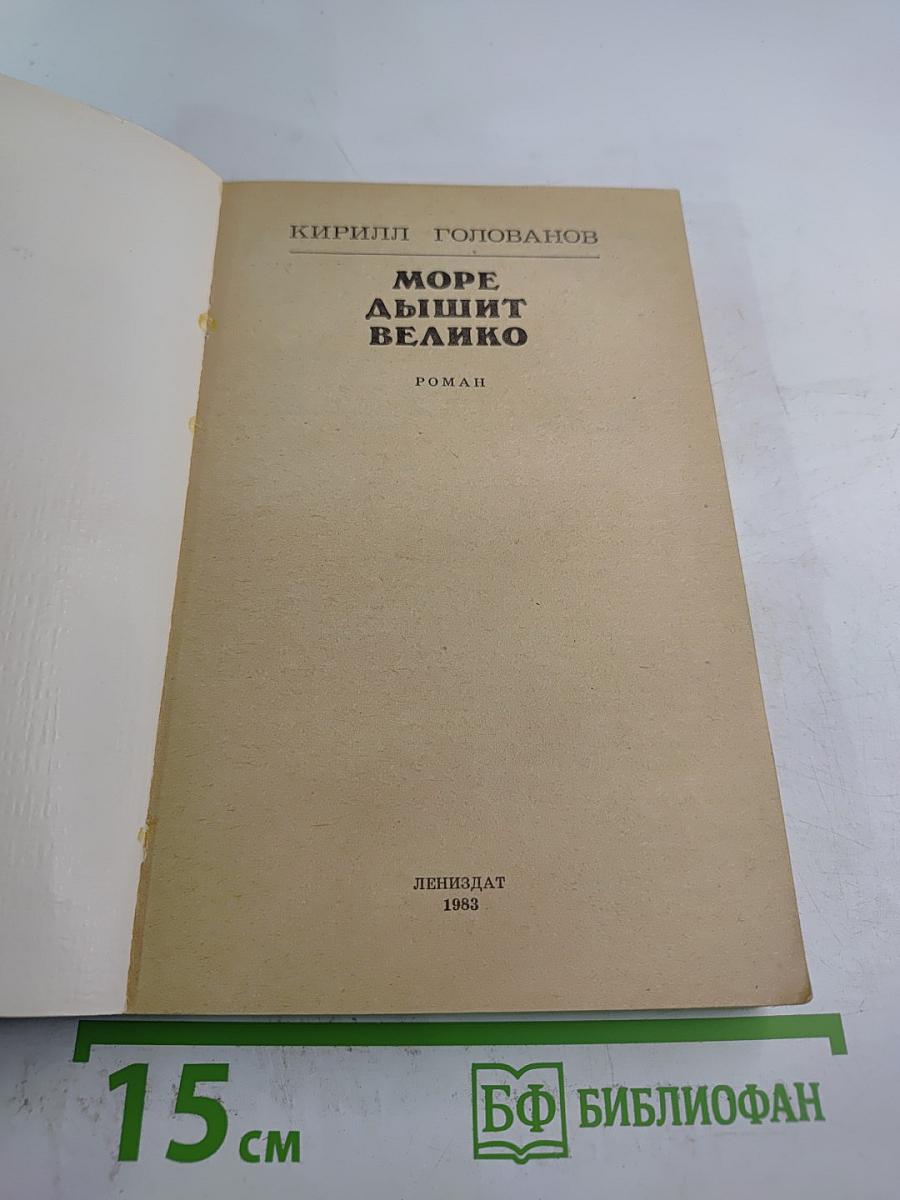 КИРИЛЛ ГОЛОВАНОВ
МОРЕ
ДЫШИТ
ВЕЛИКО
РОМАН
ЛЕНИЗДАТ
1983
15 см
БФ БИБЛИОФАН